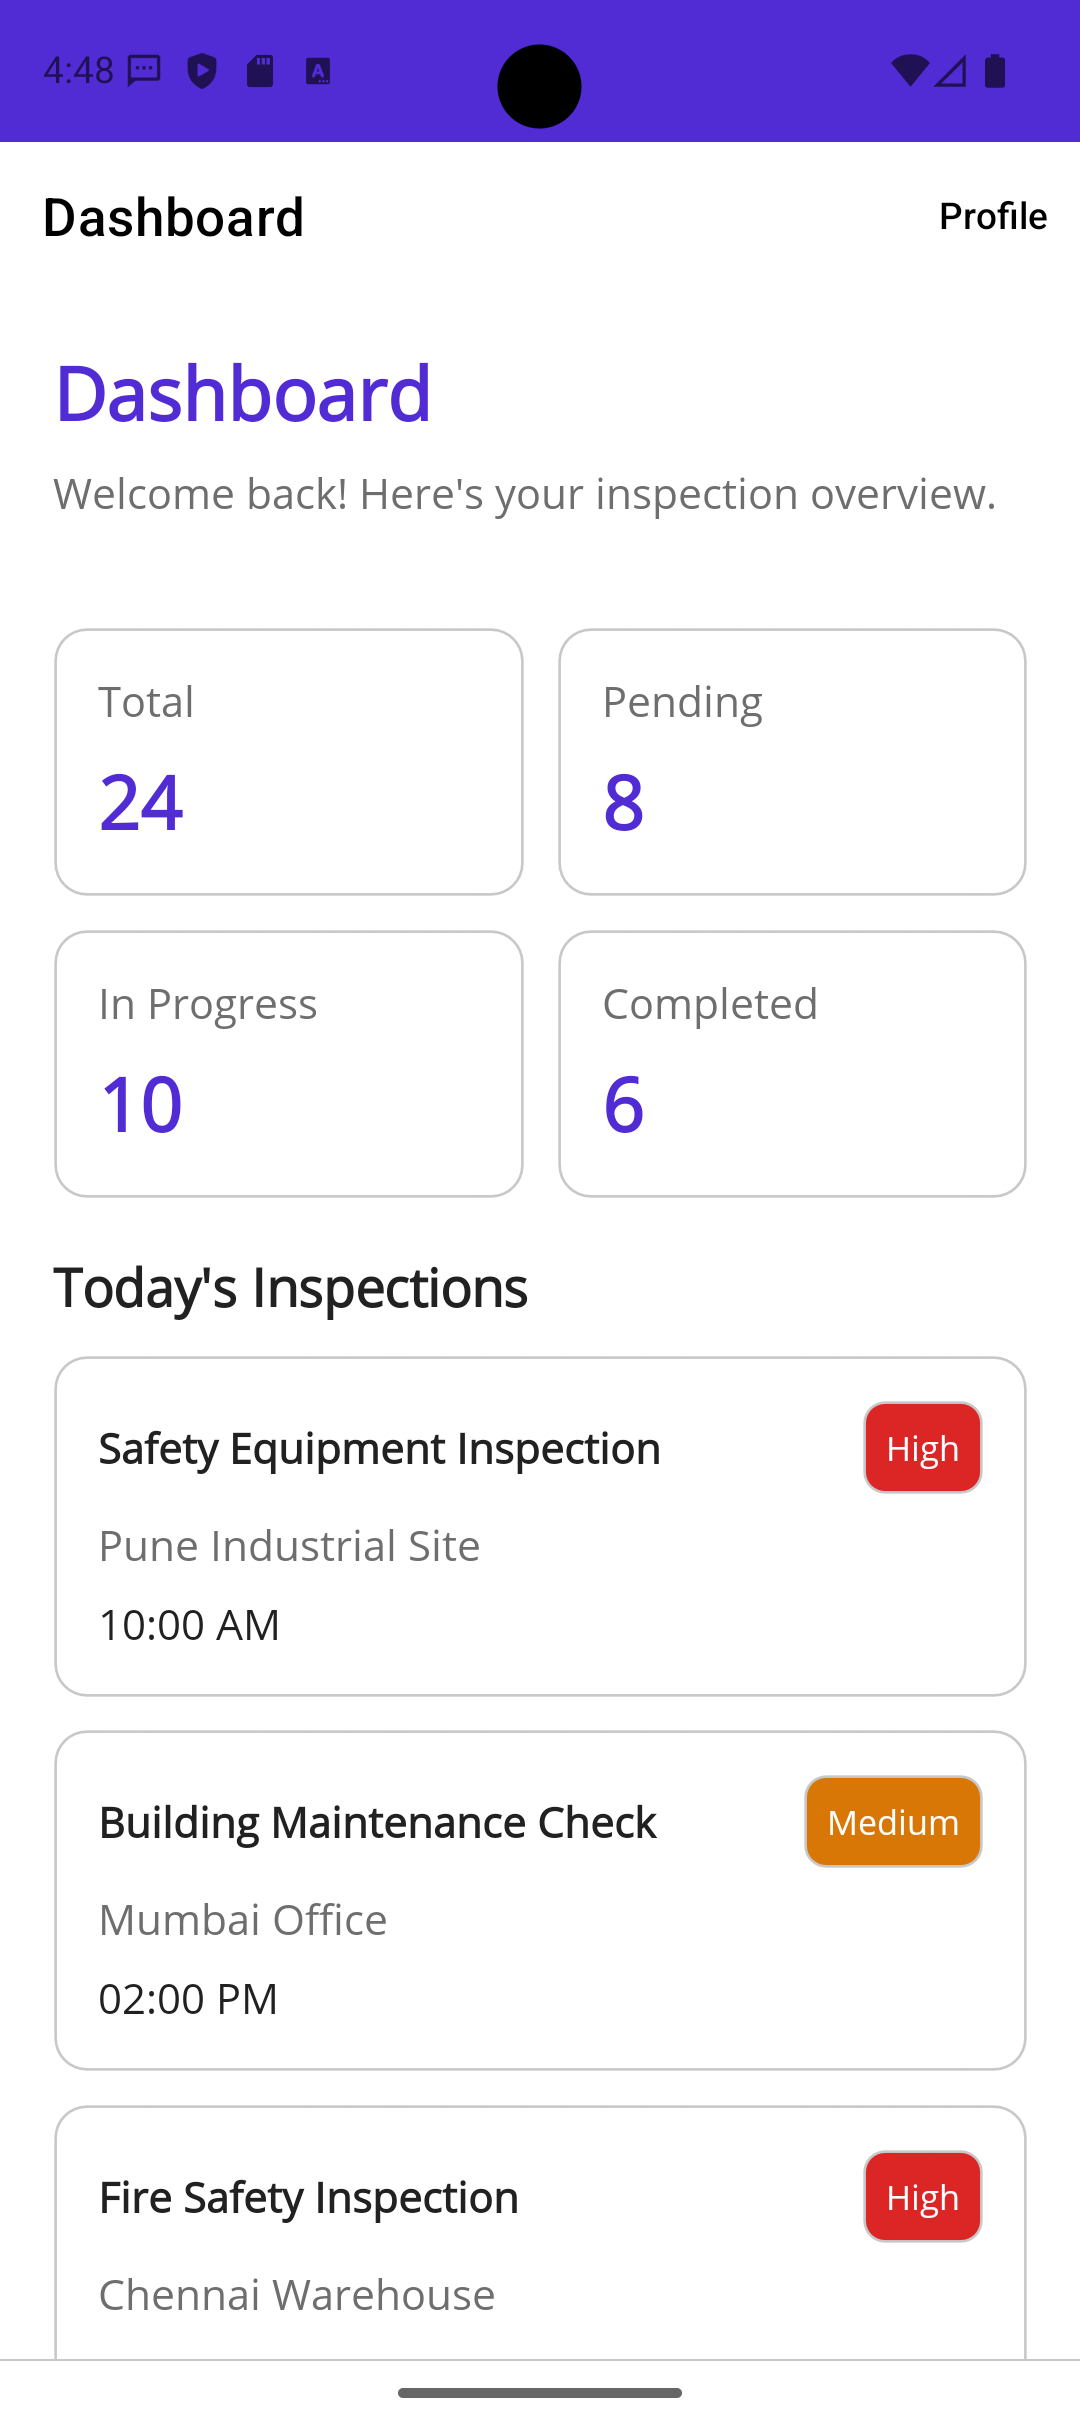 4:48
Dashboard
Profile
Dashboard
Welcome back! Here's your inspection overview.
Total
Pending
24
8
In Progress
Completed
10
6
Today's Inspections
Safety Equipment Inspection
High
Pune Industrial Site
10:00 AM
Building Maintenance Check
Medium
Mumbai Office
02:00 PM
Fire Safety Inspection
High
Chennai Warehouse